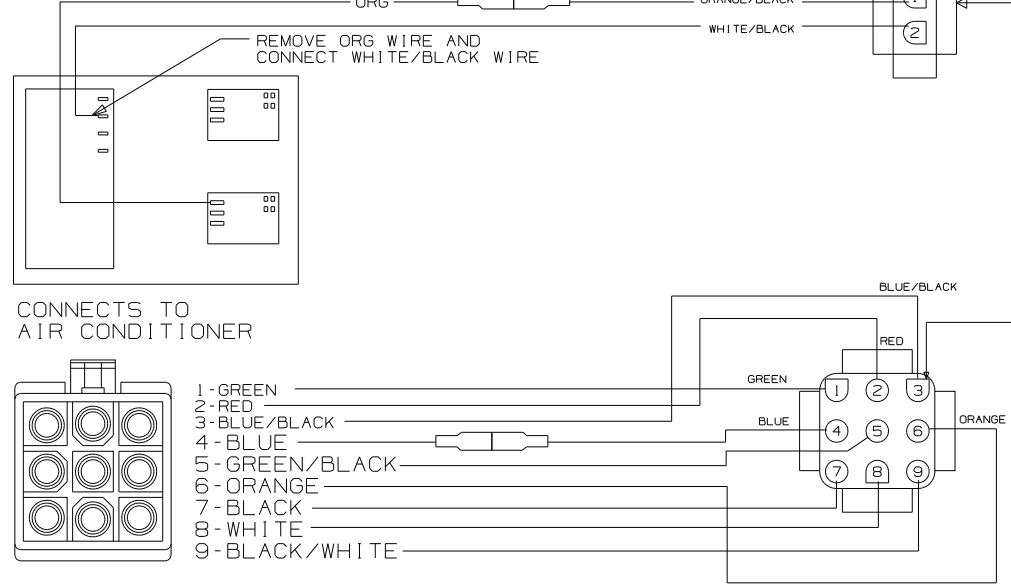 ORG
ORANGE/BLACK
1
WHITE/BLACK
2
REMOVE ORG WIRE AND
CONNECT WHITE/BLACK WIRE
CONNECTS TO
AIR CONDITIONER
BLUE/BLACK
RED
GREEN
1-GREEN
2-RED
3-BLUE/BLACK
4-BLUE
5-GREEN/BLACK
6-ORANGE
7-BLACK
8-WHITE
9-BLACK/WHITE
BLUE
ORANGE
1 2 3
4 5 6
7 8 9